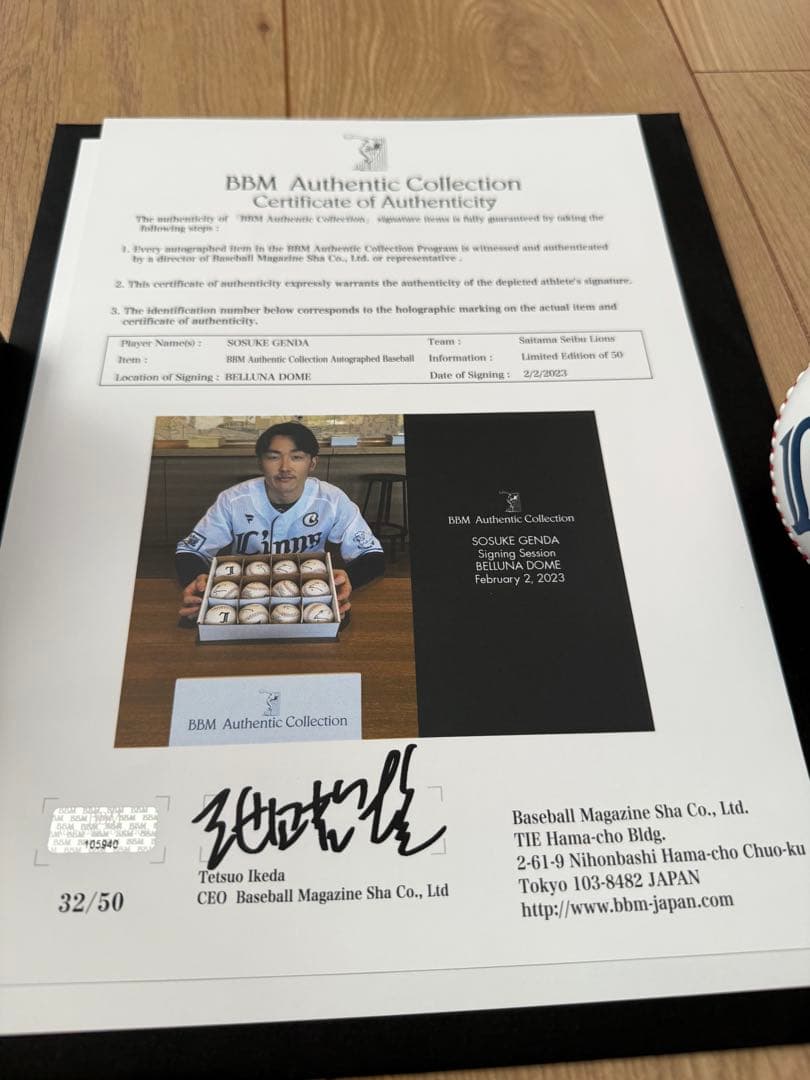 BBM Authentic Collection
Certificate of Authenticity
The authenticity of 「BBM Authentic Collection」 signature items is fully guaranteed by taking the
following steps :
1. Every autographed item in the BBM Authentic Collection Program is witnessed and authenticated
by a director of Baseball Magazine Sha Co., Ltd. or representative .
2. This certificate of authenticity expressly warrants the authenticity of the depleted athlete's signature.
3. The identification number below corresponds to the holographic marking on the actual item and
certificate of authenticity.
Player Name(s) : SOSUKE GENDA Team : Saitama Seibu Lions
Item : BBM Authentic Collection Autographed Baseball Information : Limited Edition of 50
Location of Signing : BELLUNA DOME Date of Signing : 2/2/2023
Lions
BBM Authentic Collection
BBM Authentic Collection
SOSUKE GENDA
Signing Session
BELLUNA DOME
February 2, 2023
105940
32/50
池田哲雄
Tetsuo Ikeda
CEO Baseball Magazine Sha Co., Ltd
Baseball Magazine Sha Co., Ltd.
TIE Hama-cho Bldg.
2-61-9 Nihonbashi Hama-cho Chuo-ku
Tokyo 103-8482 JAPAN
http://www.bbm-japan.com